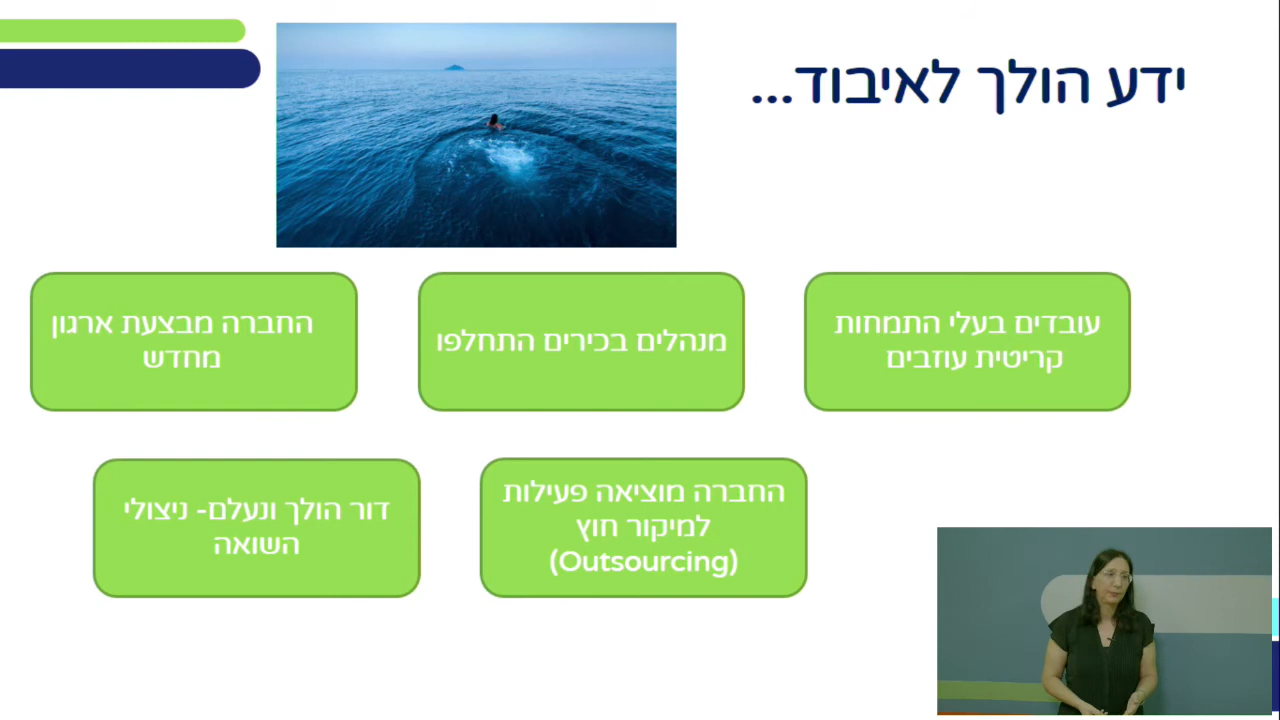 ידע הולך לאיבוד...
עובדים בעלי התמחות
קריטית עוזבים
מנהלים בכירים התחלפו
החברה מבצעת ארגון
מחדש
החברה מוציאה פעילות
למיקור חוץ
(Outsourcing)
דור הולך ונעלם- ניצולי
השואה